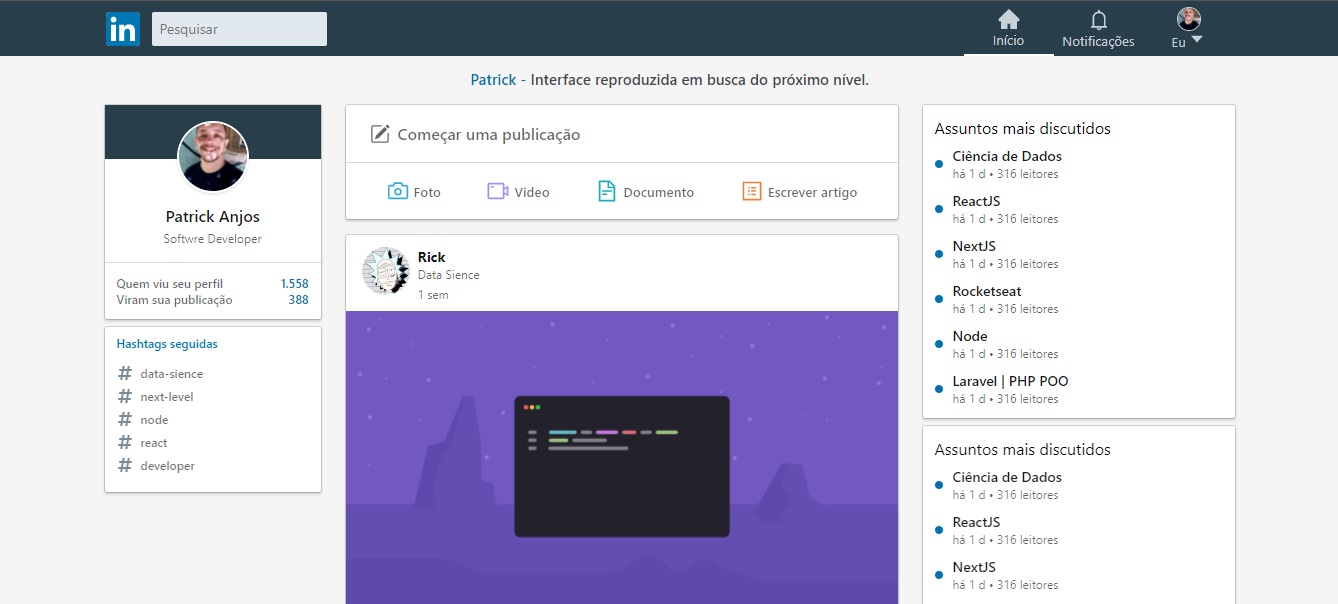 in
Pesquisar
Início
Notificações
Eu
Patrick - Interface reproduzida em busca do próximo nível.
Patrick Anjos
Softwre Developer
Quem viu seu perfil 1.558
Viram sua publicação 388
Hashtags seguidas
# data-sience
# next-level
# node
# react
# developer
Começar uma publicação
Foto Video Documento Escrever artigo
Rick
Data Sience
1 sem
Assuntos mais discutidos
Ciência de Dados
há 1 d • 316 leitores
ReactJS
há 1 d • 316 leitores
NextJS
há 1 d • 316 leitores
Rocketseat
há 1 d • 316 leitores
Node
há 1 d • 316 leitores
Laravel | PHP POO
há 1 d • 316 leitores
Assuntos mais discutidos
Ciência de Dados
há 1 d • 316 leitores
ReactJS
há 1 d • 316 leitores
NextJS
há 1 d • 316 leitores